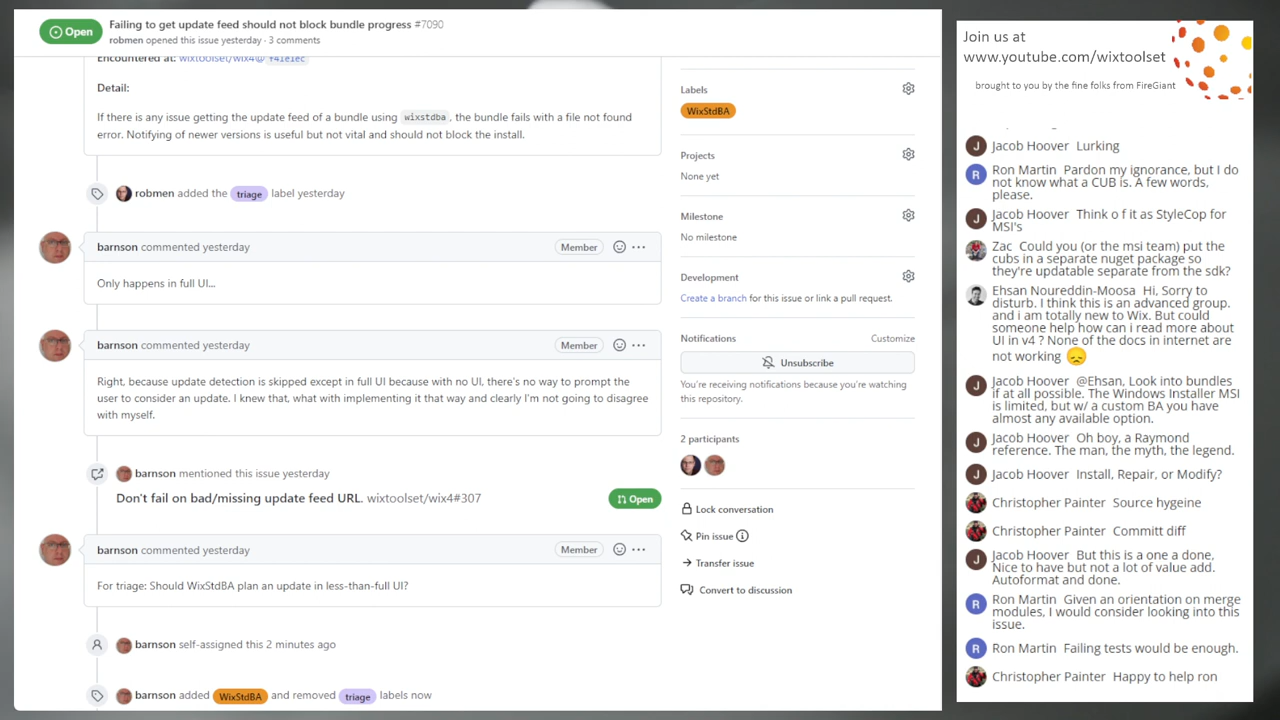 Open
Failing to get update feed should not block bundle progress #7090
robmen opened this issue yesterday · 3 comments
Encountered at: wixtoolset/wix4@ f41e1ec
Detail:
If there is any issue getting the update feed of a bundle using wixstdba, the bundle fails with a file not found
error. Notifying of newer versions is useful but not vital and should not block the install.
robmen added the triage label yesterday
barnson commented yesterday
Member
Only happens in full UI...
barnson commented yesterday
Member
Right, because update detection is skipped except in full UI because with no UI, there's no way to prompt the
user to consider an update. I knew that, what with implementing it that way and clearly I'm not going to disagree
with myself.
barnson mentioned this issue yesterday
Don't fail on bad/missing update feed URL. wixtoolset/wix4#307
Open
barnson commented yesterday
Member
For triage: Should WixStdBA plan an update in less-than-full UI?
barnson self-assigned this 2 minutes ago
barnson added WixStdBA and removed triage labels now
Labels
WixStdBA
Projects
None yet
Milestone
No milestone
Development
Create a branch for this issue or link a pull request.
Notifications
Customize
Unsubscribe
You're receiving notifications because you're watching
this repository.
2 participants
Lock conversation
Pin issue
Transfer issue
Convert to discussion
Join us at
www.youtube.com/wixtoolset
brought to you by the fine folks from FireGiant
J Jacob Hoover Lurking
R Ron Martin Pardon my ignorance, but I do
not know what a CUB is. A few words,
please.
J Jacob Hoover Think o f it as StyleCop for
MSI's
Zac Could you (or the msi team) put the
cubs in a separate nuget package so
they're updatable separate from the sdk?
Ehsan Noureddin-Moosa Hi, Sorry to
disturb. I think this is an advanced group.
and i am totally new to Wix. But could
someone help how can i read more about
UI in v4 ? None of the docs in internet are
not working 😞
J Jacob Hoover @Ehsan, Look into bundles
if at all possible. The Windows Installer MSI
is limited, but w/ a custom BA you have
almost any available option.
J Jacob Hoover Oh boy, a Raymond
reference. The man, the myth, the legend.
J Jacob Hoover Install, Repair, or Modify?
Christopher Painter Source hygeine
Christopher Painter Committ diff
J Jacob Hoover But this is a one a done,
Nice to have but not a lot of value add.
Autoformat and done.
R Ron Martin Given an orientation on merge
modules, I would consider looking into this
issue.
R Ron Martin Failing tests would be enough.
Christopher Painter Happy to help ron